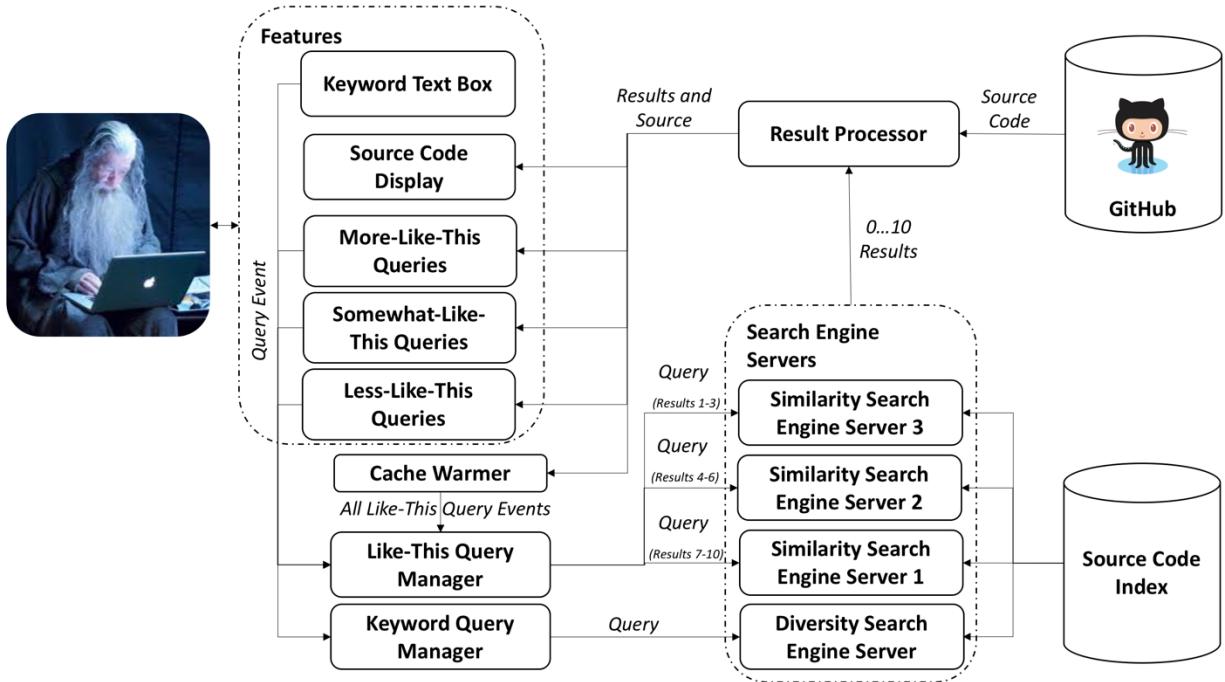 Features
Keyword Text Box
Source Code
Display
More-Like-This
Queries
Somewhat-Like-
This Queries
Less-Like-This
Queries
Query Event
Cache Warmer
All Like-This Query Events
Like-This Query
Manager
Keyword Query
Manager
Results and
Source
Result Processor
Source
Code
GitHub
0...10
Results
Search Engine
Servers
Query
(Results 1-3)
Similarity Search
Engine Server 3
Query
(Results 4-6)
Similarity Search
Engine Server 2
Query
(Results 7-10)
Similarity Search
Engine Server 1
Query
Diversity Search
Engine Server
Source Code
Index